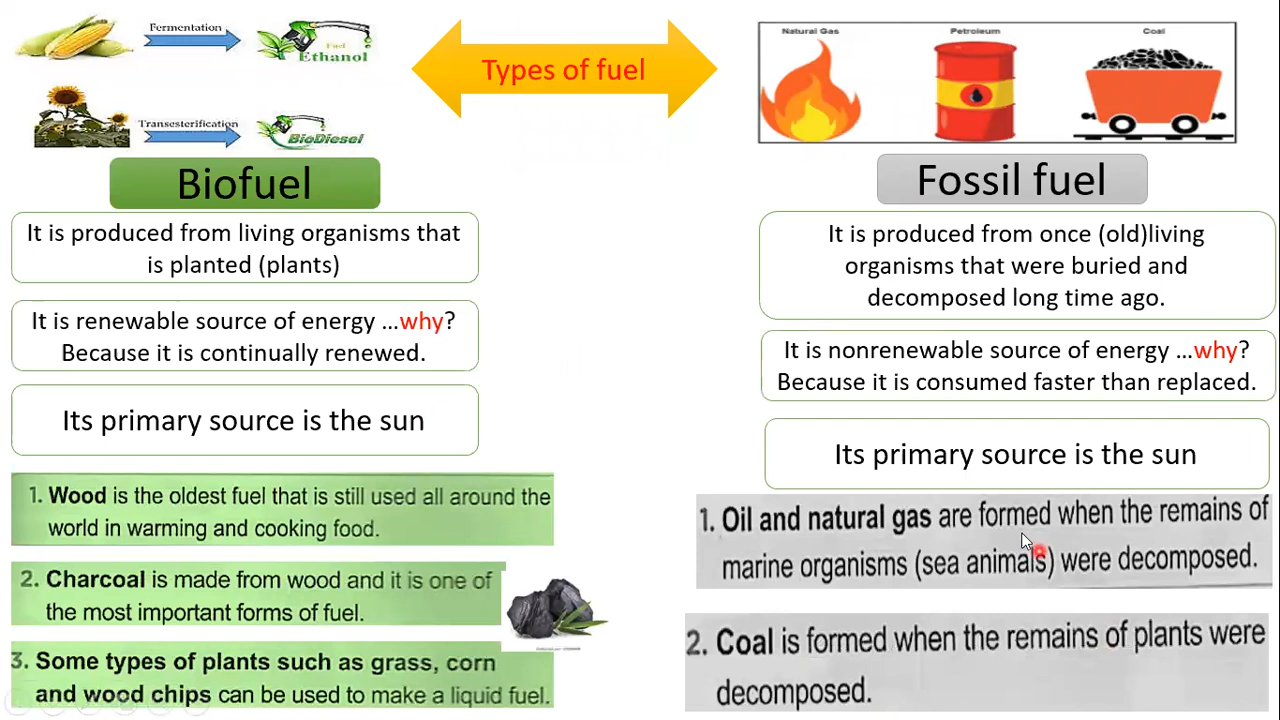 Fermentation
Fuel
Ethanol
Transesterification
BioDiesel
Types of fuel
Natural Gas
Petroleum
Coal
Biofuel
It is produced from living organisms that
is planted (plants)
It is renewable source of energy ...why?
Because it is continually renewed.
Its primary source is the sun
1. Wood is the oldest fuel that is still used all around the
world in warming and cooking food.
2. Charcoal is made from wood and it is one of
the most important forms of fuel.
3. Some types of plants such as grass, corn
and wood chips can be used to make a liquid fuel.
Fossil fuel
It is produced from once (old)living
organisms that were buried and
decomposed long time ago.
It is nonrenewable source of energy ...why?
Because it is consumed faster than replaced.
Its primary source is the sun
1. Oil and natural gas are formed when the remains of
marine organisms (sea animals) were decomposed.
2. Coal is formed when the remains of plants were
decomposed.